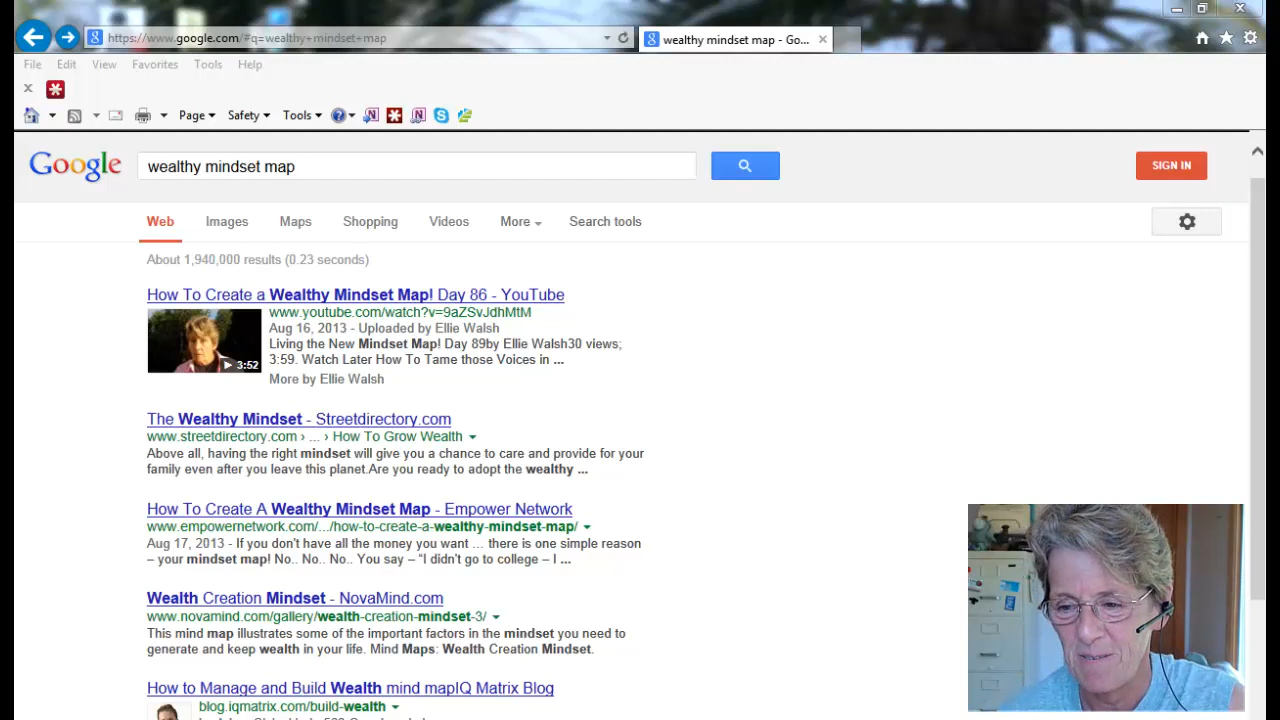 https://www.google.com/#q=wealthy+mindset+map
wealthy mindset map - Go...
File Edit View Favorites Tools Help
Page Safety Tools
Google wealthy mindset map SIGN IN
Web Images Maps Shopping Videos More Search tools
About 1,940,000 results (0.23 seconds)
How To Create a Wealthy Mindset Map! Day 86 - YouTube
www.youtube.com/watch?v=9aZSvJdhMtM
Aug 16, 2013 - Uploaded by Ellie Walsh
Living the New Mindset Map! Day 89by Ellie Walsh30 views;
3:59. Watch Later How To Tame those Voices in ...
3:52
More by Ellie Walsh
The Wealthy Mindset - Streetdirectory.com
www.streetdirectory.com › ... › How To Grow Wealth
Above all, having the right mindset will give you a chance to care and provide for your
family even after you leave this planet.Are you ready to adopt the wealthy ...
How To Create A Wealthy Mindset Map - Empower Network
www.empowernetwork.com/.../how-to-create-a-wealthy-mindset-map/
Aug 17, 2013 - If you don't have all the money you want ... there is one simple reason
– your mindset map! No.. No.. No.. You say – “I didn't go to college – I ...
Wealth Creation Mindset - NovaMind.com
www.novamind.com/gallery/wealth-creation-mindset-3/
This mind map illustrates some of the important factors in the mindset you need to
generate and keep wealth in your life. Mind Maps: Wealth Creation Mindset.
How to Manage and Build Wealth mind mapIQ Matrix Blog
blog.iqmatrix.com/build-wealth